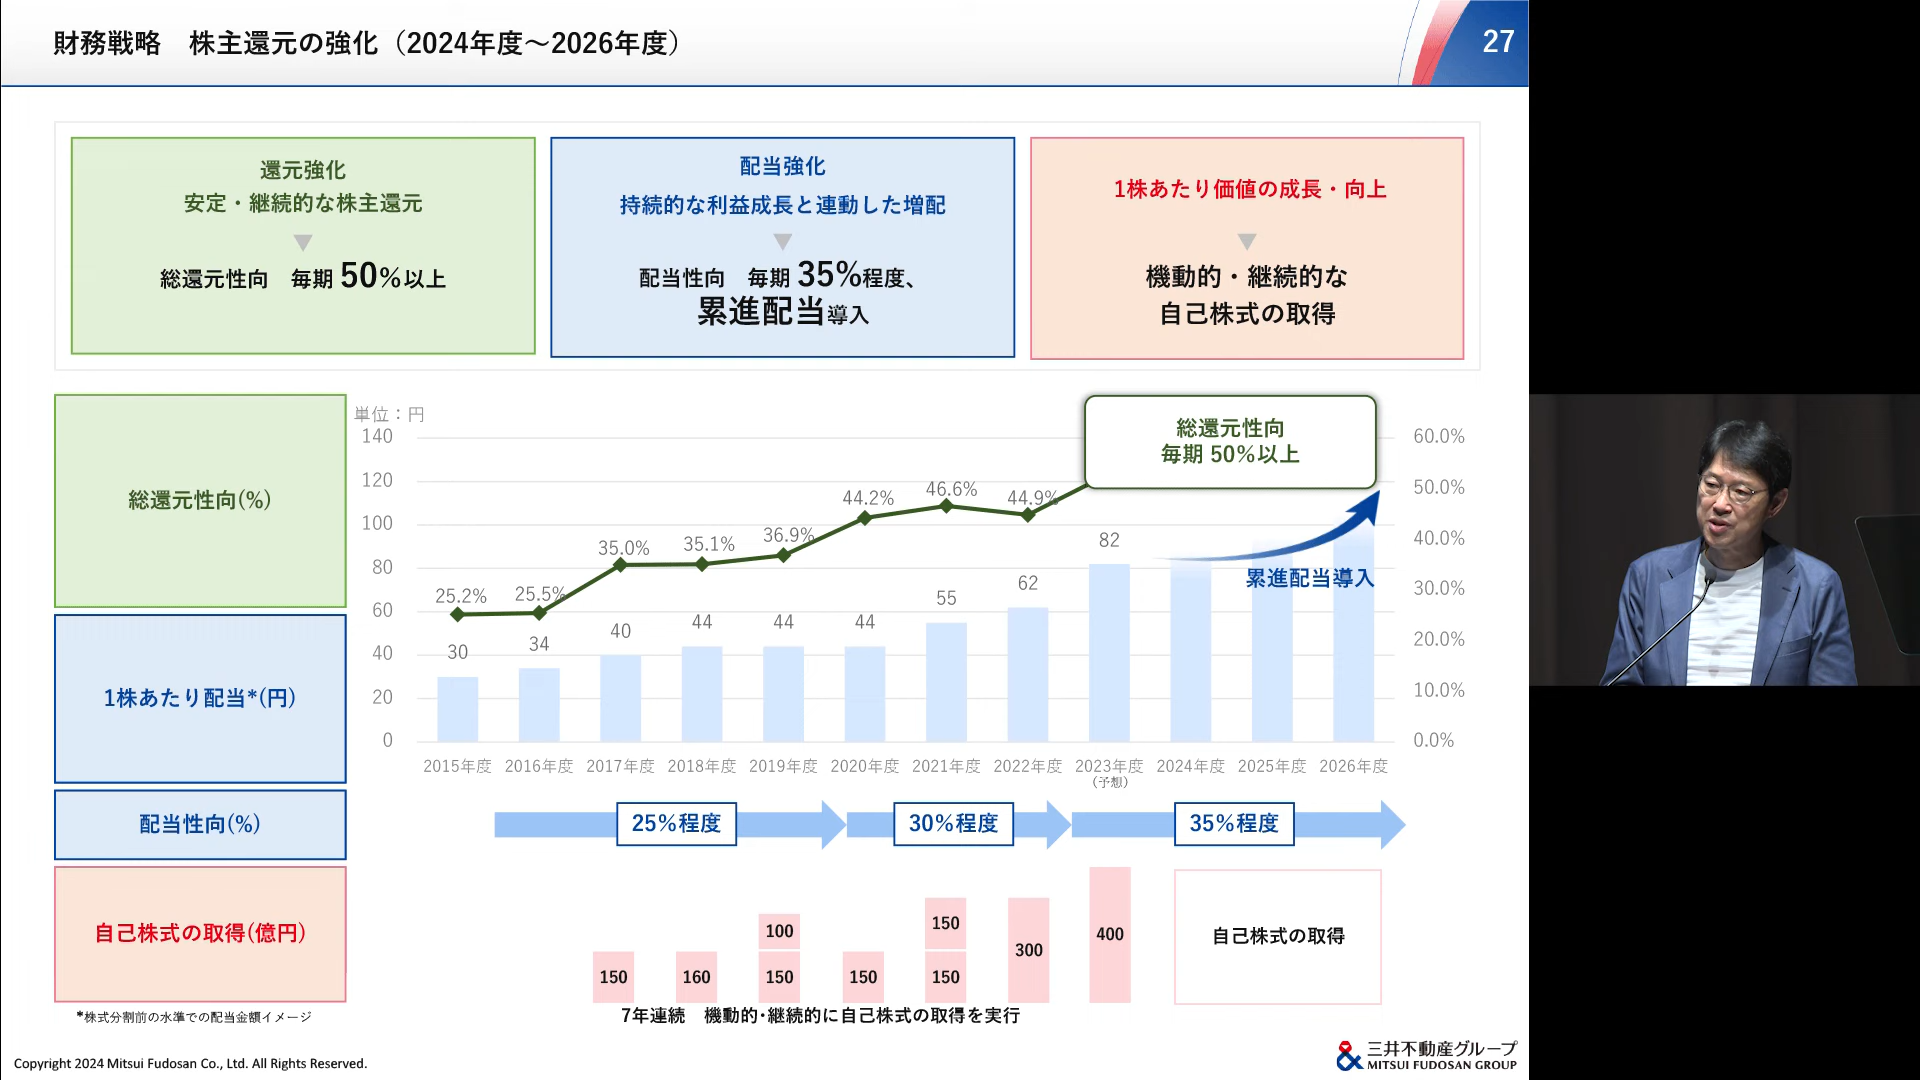 財務戦略　株主還元の強化（2024年度～2026年度）
27
還元強化
安定・継続的な株主還元
総還元性向　毎期 50%以上
配当強化
持続的な利益成長と連動した増配
配当性向　毎期 35%程度、
累進配当導入
1株あたり価値の成長・向上
機動的・継続的な
自己株式の取得
総還元性向(%)
1株あたり配当*(円)
配当性向(%)
自己株式の取得(億円)
*株式分割前の水準での配当金額イメージ
単位：円
140
120
100
80
60
40
20
0
60.0%
50.0%
40.0%
30.0%
20.0%
10.0%
0.0%
総還元性向
毎期 50%以上
25.2%
25.5%
35.0%
35.1%
36.9%
44.2%
46.6%
44.9%
30
34
40
44
44
44
55
62
82
累進配当導入
2015年度
2016年度
2017年度
2018年度
2019年度
2020年度
2021年度
2022年度
2023年度
(予想)
2024年度
2025年度
2026年度
25%程度
30%程度
35%程度
150
160
100
150
150
150
150
300
400
自己株式の取得
7年連続　機動的･継続的に自己株式の取得を実行
Copyright 2024 Mitsui Fudosan Co., Ltd. All Rights Reserved.
三井不動産グループ
MITSUI FUDOSAN GROUP